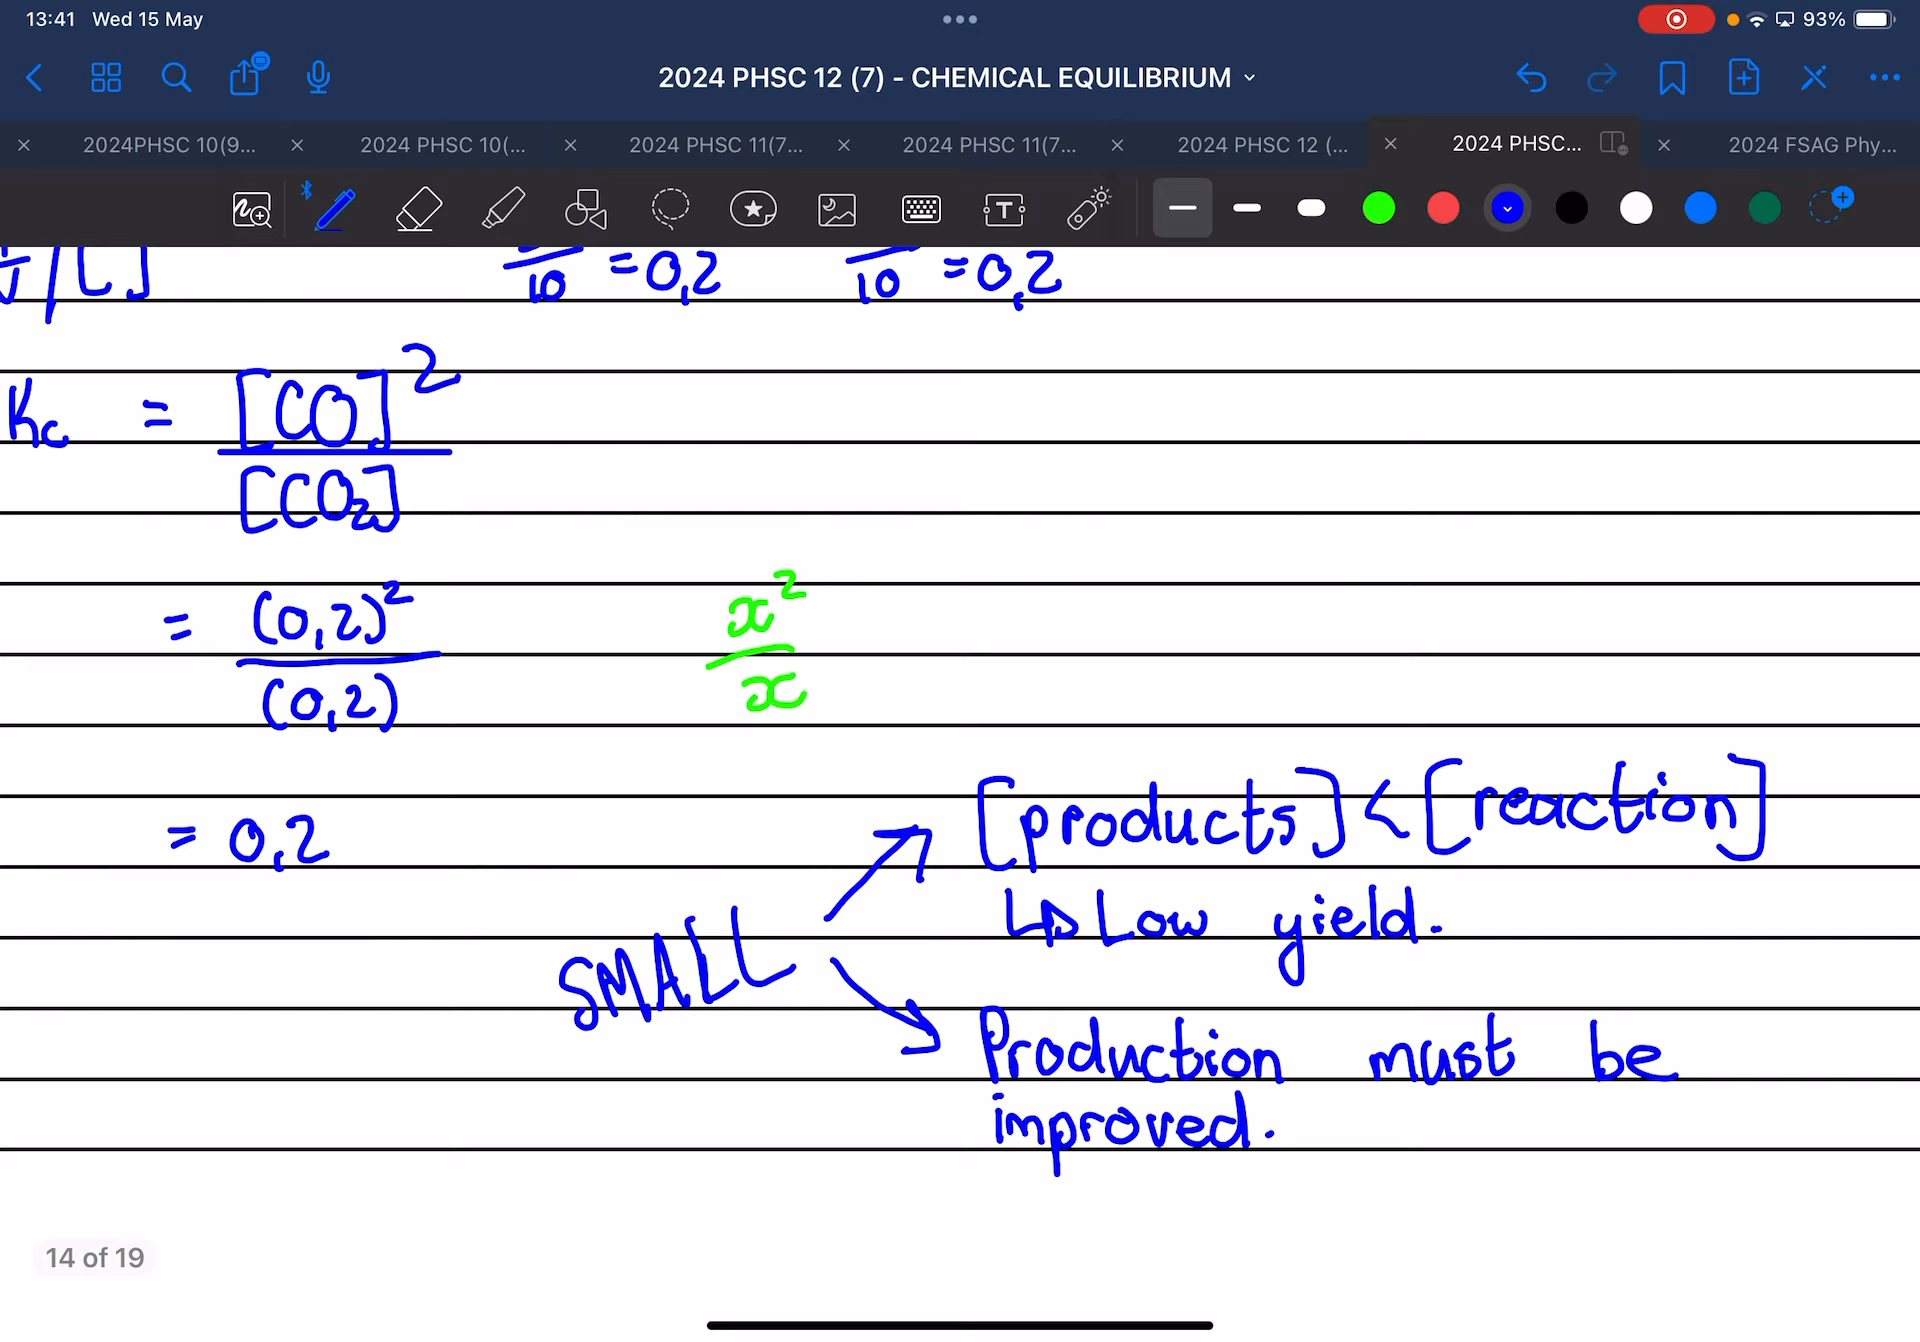 13:41 Wed 15 May
93%
2024 PHSC 12 (7) - CHEMICAL EQUILIBRIUM
2024PHSC 10(9... 2024 PHSC 10(... 2024 PHSC 11(7... 2024 PHSC 11(7... 2024 PHSC 12 (... 2024 PHSC... 2024 FSAG Phy...
10 = 0,2 10 = 0,2
Kc = [CO]²
[CO₂]
= (0,2)² x²
(0,2) x
[products] < [reaction]
= 0,2
↳ Low yield.
SMALL
Production must be
improved.
14 of 19